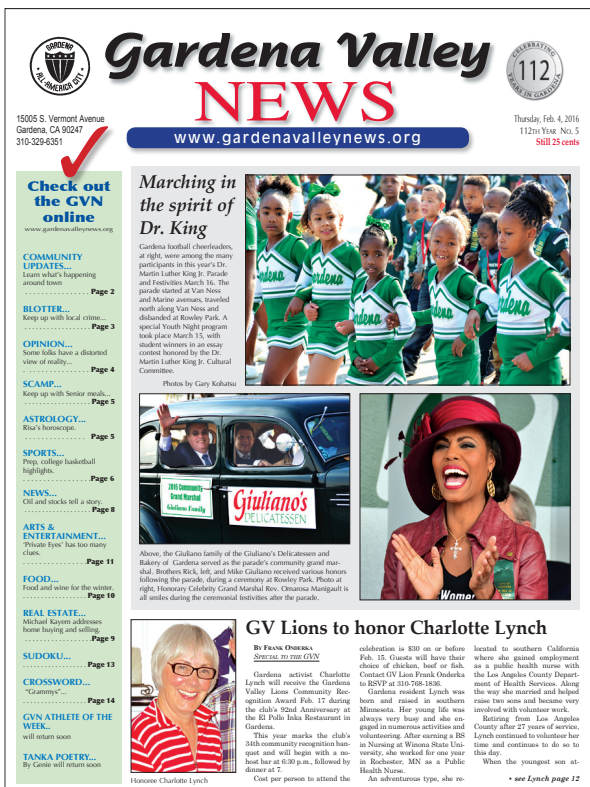 GARDENA
ALL-AMERICA CITY
Gardena Valley
NEWS
CELEBRATING
112
YEARS IN GARDENA
15005 S. Vermont Avenue
Gardena, CA 90247
310-329-6351
www.gardenavalleynews.org
Thursday, Feb. 4, 2016
112TH YEAR NO. 5
Still 25 cents
Check out
the GVN
online
www.gardenavalleynews.org
COMMUNITY
UPDATES...
Learn what's happening
around town
. . . . . . . . . . . . . . . . . Page 2
BLOTTER...
Keep up with local crime...
. . . . . . . . . . . . . . . . . Page 3
OPINION...
Some folks have a distorted
view of reality...
. . . . . . . . . . . . . . . . . Page 4
SCAMP...
Keep up with Senior meals...
. . . . . . . . . . . . . . . . . Page 5
ASTROLOGY...
Risa's horoscope.
. . . . . . . . . . . . . . . . Page 5
SPORTS...
Prep, college basketball
highlights.
. . . . . . . . . . . . . . . . . Page 6
NEWS...
Oil and stocks tell a story.
. . . . . . . . . . . . . . . . . Page 8
ARTS &
ENTERTAINMENT...
'Private Eyes' has too many
clues.
. . . . . . . . . . . . . . . . Page 11
FOOD...
Food and wine for the winter.
. . . . . . . . . . . . . . . . Page 10
REAL ESTATE...
Michael Kayem addresses
home buying and selling.
. . . . . . . . . . . . . . . . . Page 9
SUDOKU...
. . . . . . . . . . . . . . . . Page 13
CROSSWORD...
"Grammys"...
. . . . . . . . . . . . . . . . Page 14
GVN ATHLETE OF THE
WEEK..
will return soon
TANKA POETRY...
By Genie will return soon
Marching in
the spirit of
Dr. King
Gardena football cheerleaders,
at right, were among the many
participants in this year's Dr.
Martin Luther King Jr. Parade
and Festivities March 16. The
parade started at Van Ness
and Marine avenues, traveled
north along Van Ness and
disbanded at Rowley Park. A
special Youth Night program
took place March 15, with
student winners in an essay
contest honored by the Dr.
Martin Luther King Jr. Cultural
Committee.
Photos by Gary Kohatsu
2016 Community
Grand Marshal
Giuliano Family
Giuliano's
DELICATESSEN
Above, the Giuliano family of the Giuliano's Delicatessen and
Bakery of Gardena served as the parade's community grand mar-
shal. Brothers Rick, left, and Mike Giuliano received various honors
following the parade, during a ceremony at Rowley Park. Photo at
right, Honorary Celebrity Grand Marshal Rev. Omarosa Manigault is
all smiles during the ceremonial festivities after the parade.
Honoree Charlotte Lynch
GV Lions to honor Charlotte Lynch
BY FRANK ONDERKA
SPECIAL TO THE GVN
Gardena activist Charlotte
Lynch will receive the Gardena
Valley Lions Community Rec-
ognition Award Feb. 17 during
the club's 92nd Anniversary at
the El Pollo Inka Restaurant in
Gardena.
This year marks the club's
34th community recognition ban-
quet and will begin with a no-
host bar at 6:30 p.m., followed by
dinner at 7.
Cost per person to attend the
celebration is $30 on or before
Feb. 15. Guests will have their
choice of chicken, beef or fish.
Contact GV Lion Frank Onderka
to RSVP at 310-768-1836.
Gardena resident Lynch was
born and raised in southern
Minnesota. Her young life was
always very busy and she en-
gaged in numerous activities and
volunteering. After earning a BS
in Nursing at Winona State Uni-
versity, she worked for one year
in Rochester, MN as a Public
Health Nurse.
An adventurous type, she re-
located to southern California
where she gained employment
as a public health nurse with
the Los Angeles County Depart-
ment of Health Services. Along
the way she married and helped
raise two sons and became very
involved with volunteer work.
Retiring from Los Angeles
County after 27 years of service,
Lynch continued to volunteer her
time and continues to do so to
this day.
When the youngest son at-
• see Lynch page 12